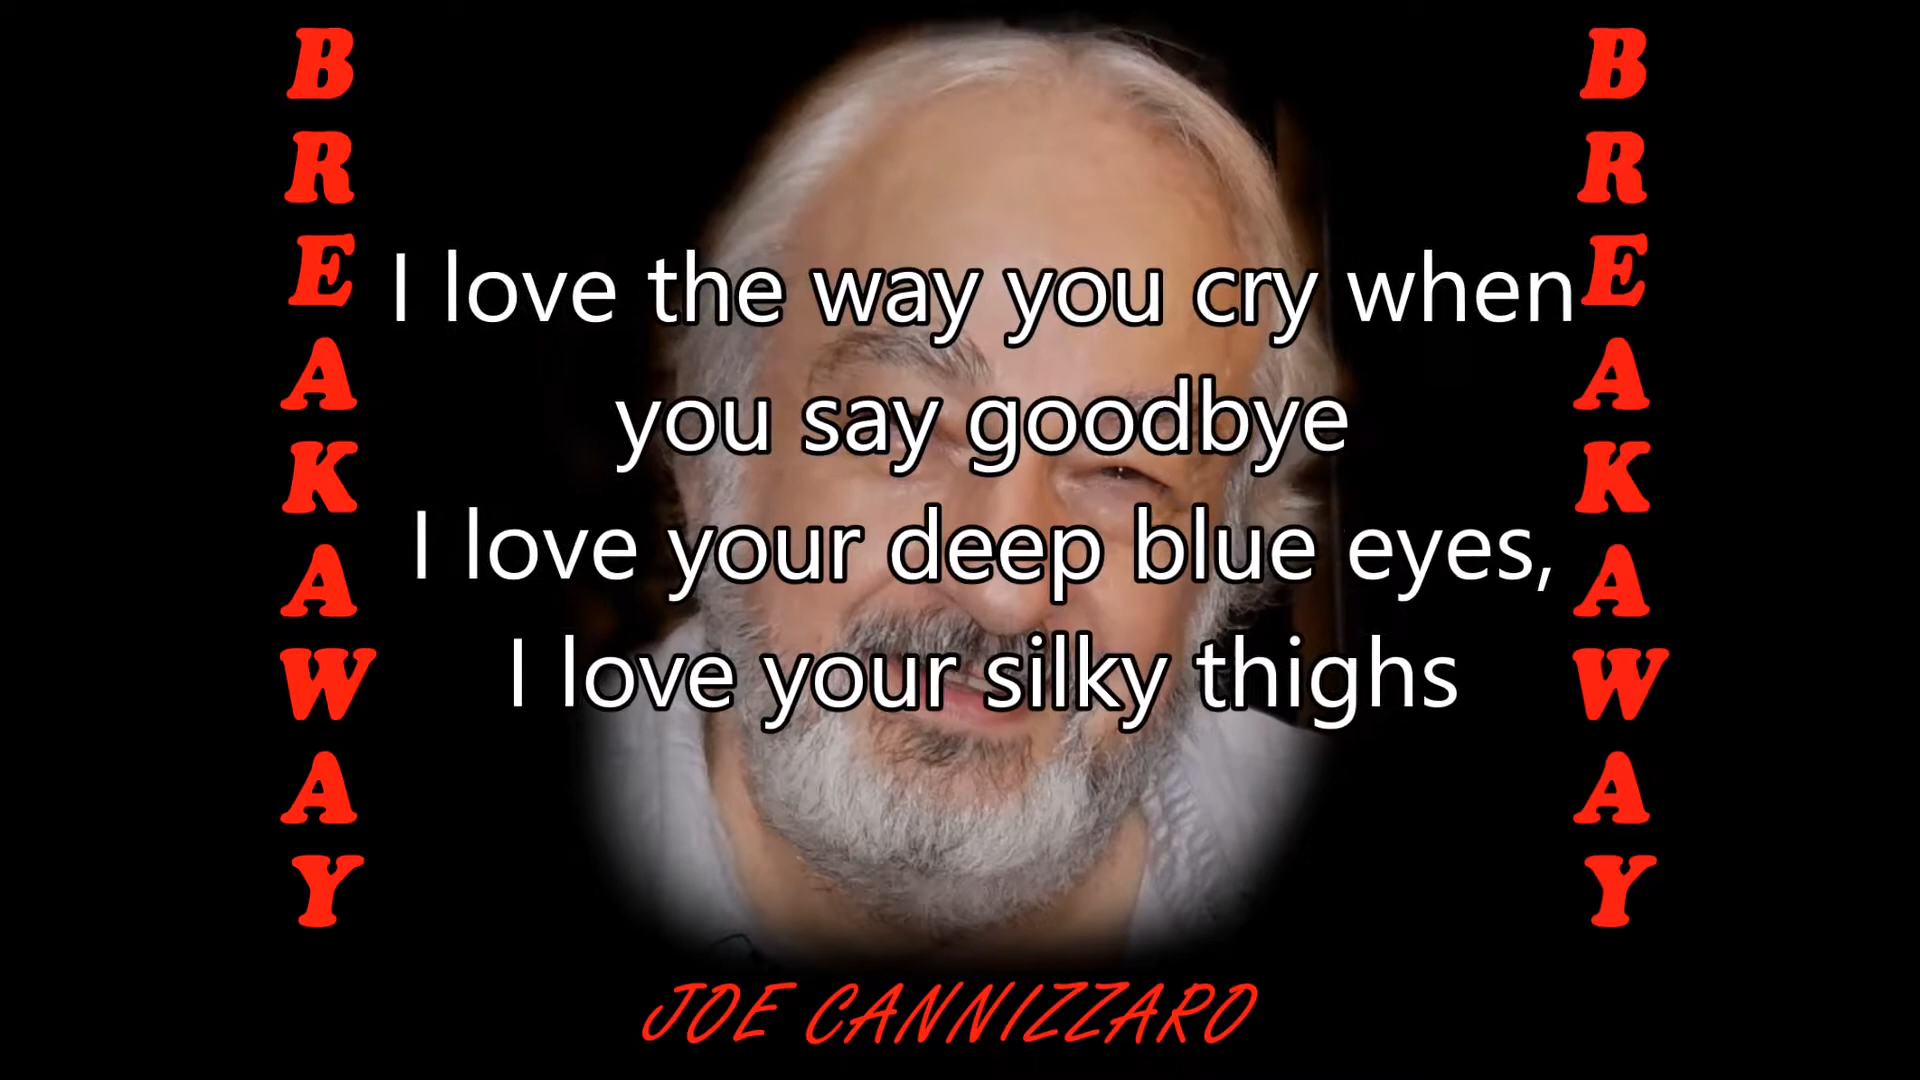 BREAKAWAY
I love the way you cry when
you say goodbye
I love your deep blue eyes,
I love your silky thighs
BREAKAWAY
JOE CANNIZZARO